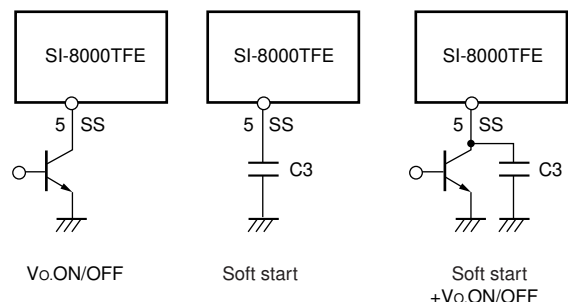 SI-8000TFE
5 SS
Vo.ON/OFF
SI-8000TFE
5 SS
C3
Soft start
SI-8000TFE
5 SS
C3
Soft start
+Vo.ON/OFF